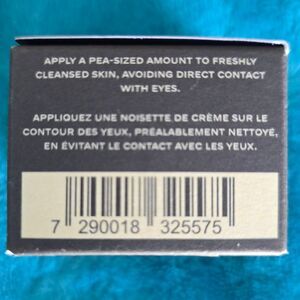 APPLY A PEA-SIZED AMOUNT TO FRESHLY
CLEANSED SKIN, AVOIDING DIRECT CONTACT
WITH EYES.
APPLIQUEZ UNE NOISETTE DE CRÈME SUR LE
CONTOUR DES YEUX, PRÉALABLEMENT NETTOYÉ,
EN ÉVITANT LE CONTACT AVEC LES YEUX.
7 290018 325575